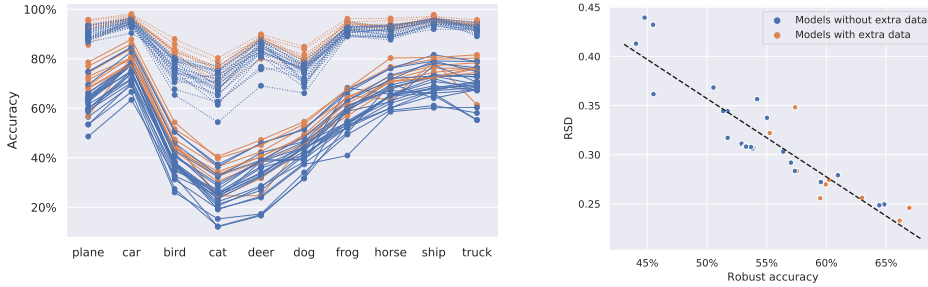 100%
80%
60%
40%
20%
Accuracy
plane car bird cat deer dog frog horse ship truck
0.45
0.40
0.35
0.30
0.25
RSD
Models without extra data
Models with extra data
45% 50% 55% 60% 65%
Robust accuracy